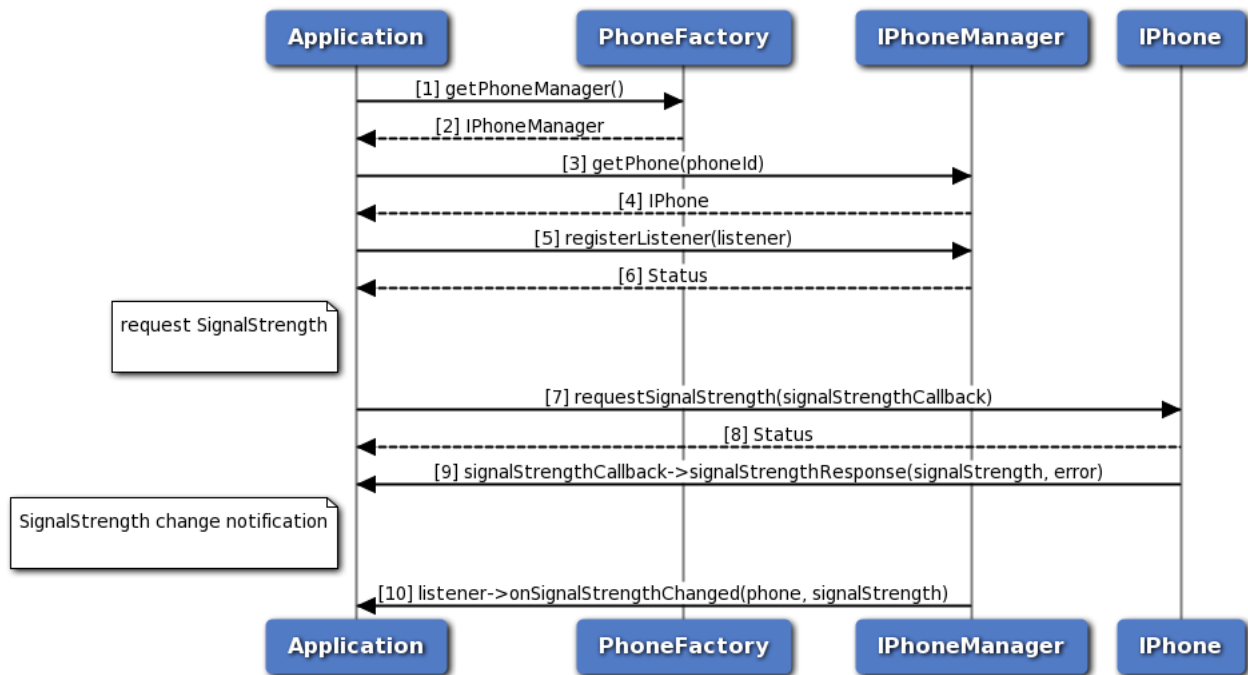 Application PhoneFactory IPhoneManager IPhone
[1] getPhoneManager()
[2] IPhoneManager
[3] getPhone(phoneId)
[4] IPhone
[5] registerListener(listener)
[6] Status
request SignalStrength
[7] requestSignalStrength(signalStrengthCallback)
[8] Status
[9] signalStrengthCallback->signalStrengthResponse(signalStrength, error)
SignalStrength change notification
[10] listener->onSignalStrengthChanged(phone, signalStrength)
Application PhoneFactory IPhoneManager IPhone